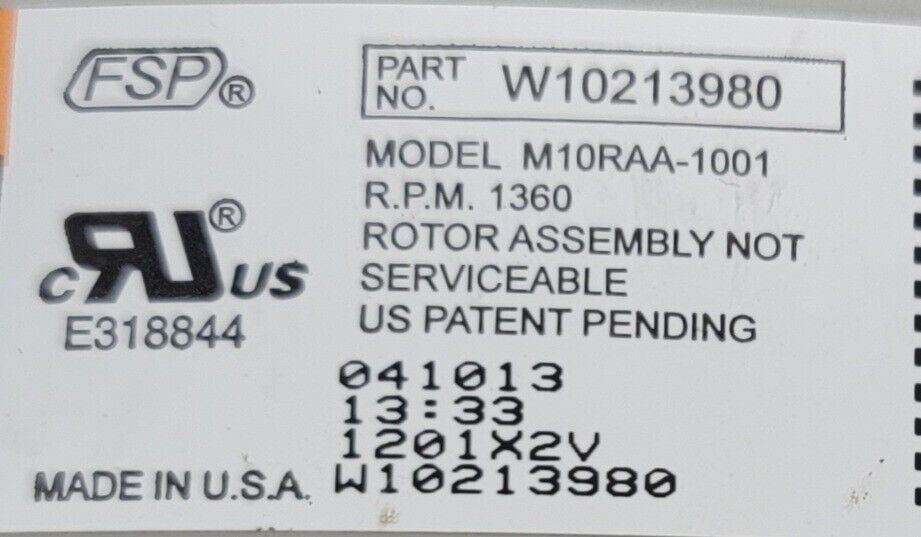 FSP®
PART NO. W10213980
MODEL M10RAA-1001
R.P.M. 1360
ROTOR ASSEMBLY NOT
SERVICEABLE
US PATENT PENDING
c RU ® US
E318844
041013
13:33
1201X2V
W10213980
MADE IN U.S.A.